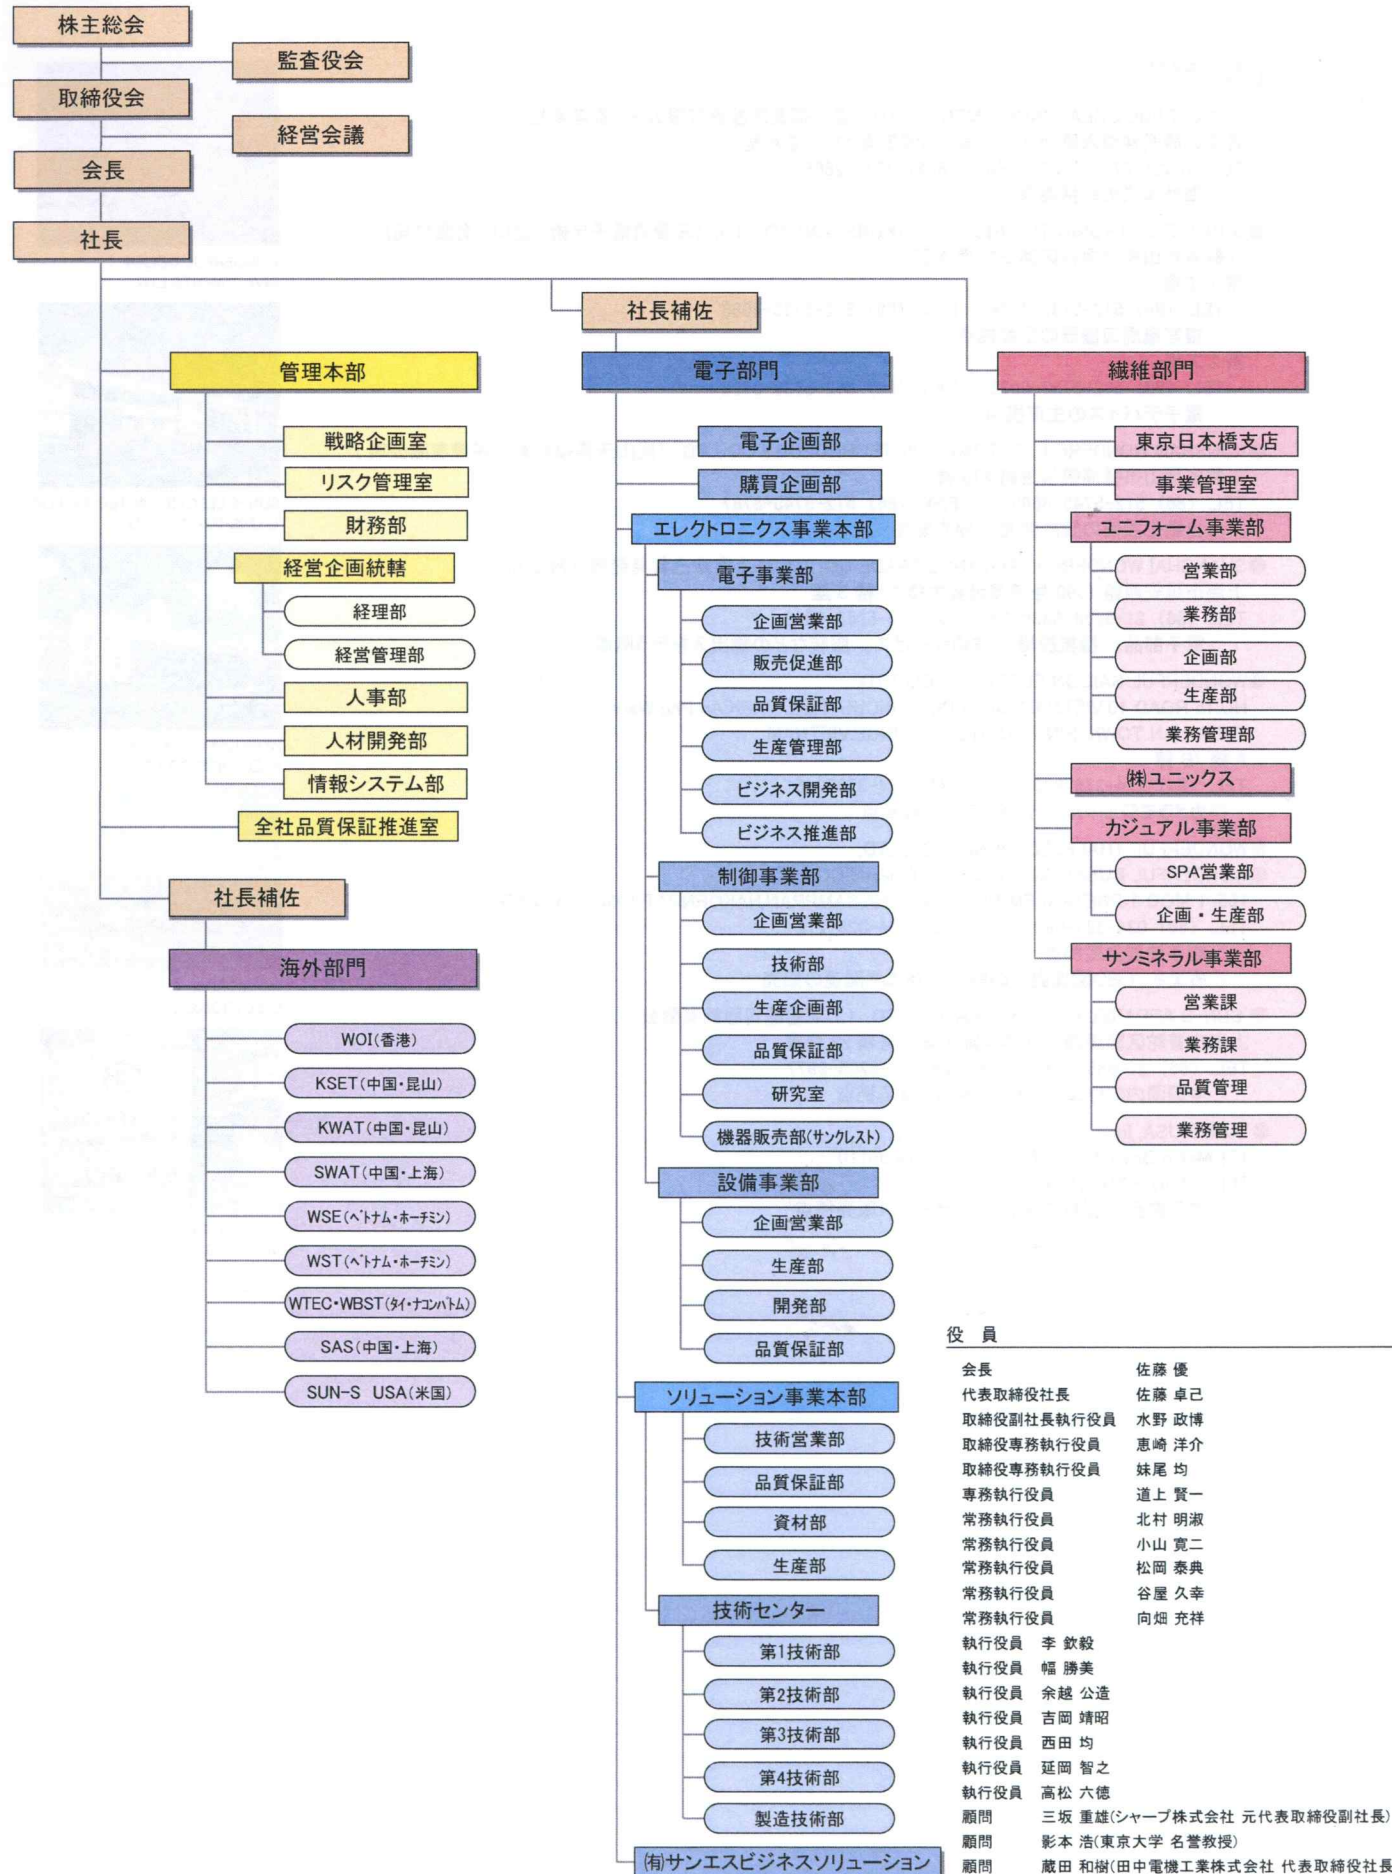 株主総会
監査役会
取締役会
経営会議
会長
社長
社長補佐
管理本部
戦略企画室
リスク管理室
財務部
経営企画統轄
経理部
経営管理部
人事部
人材開発部
情報システム部
全社品質保証推進室
社長補佐
海外部門
WOI(香港)
KSET(中国・昆山)
KWAT(中国・昆山)
SWAT(中国・上海)
WSE(ベトナム・ホーチミン)
WST(ベトナム・ホーチミン)
WTEC・WBST(タイ・ナコンパトム)
SAS(中国・上海)
SUN-S USA(米国)
電子部門
電子企画部
購買企画部
エレクトロニクス事業本部
電子事業部
企画営業部
販売促進部
品質保証部
生産管理部
ビジネス開発部
ビジネス推進部
制御事業部
企画営業部
技術部
生産企画部
品質保証部
研究室
機器販売部(サンクレスト)
設備事業部
企画営業部
生産部
開発部
品質保証部
ソリューション事業本部
技術営業部
品質保証部
資材部
生産部
技術センター
第1技術部
第2技術部
第3技術部
第4技術部
製造技術部
(有)サンエスビジネスソリューション
繊維部門
東京日本橋支店
事業管理室
ユニフォーム事業部
営業部
業務部
企画部
生産部
業務管理部
㈱ユニックス
カジュアル事業部
SPA営業部
企画・生産部
サンミネラル事業部
営業課
業務課
品質管理
業務管理
役 員
会長 佐藤 優
代表取締役社長 佐藤 卓己
取締役副社長執行役員 水野 政博
取締役専務執行役員 恵崎 洋介
取締役専務執行役員 妹尾 均
専務執行役員 道上 賢一
常務執行役員 北村 明淑
常務執行役員 小山 寛二
常務執行役員 松岡 泰典
常務執行役員 谷屋 久幸
常務執行役員 向畑 充祥
執行役員 李 欽毅
執行役員 幅 勝美
執行役員 余越 公造
執行役員 吉岡 靖昭
執行役員 西田 均
執行役員 延岡 智之
執行役員 高松 六徳
顧問 三坂 重雄(シャープ株式会社 元代表取締役副社長)
顧問 影本 浩(東京大学 名誉教授)
顧問 蔵田 和樹(田中電機工業株式会社 代表取締役社長